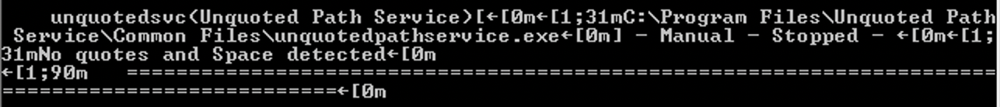 unquotedsvc(Unquoted Path Service)[←[0m←[1;31mC:\Program Files\Unquoted Path
Service\Common Files\unquotedpathservice.exe←[0m] - Manual - Stopped - ←[0m←[1;
31mNo quotes and Space detected←[0m
←[1;90m   ======================================================================
===========================←[0m